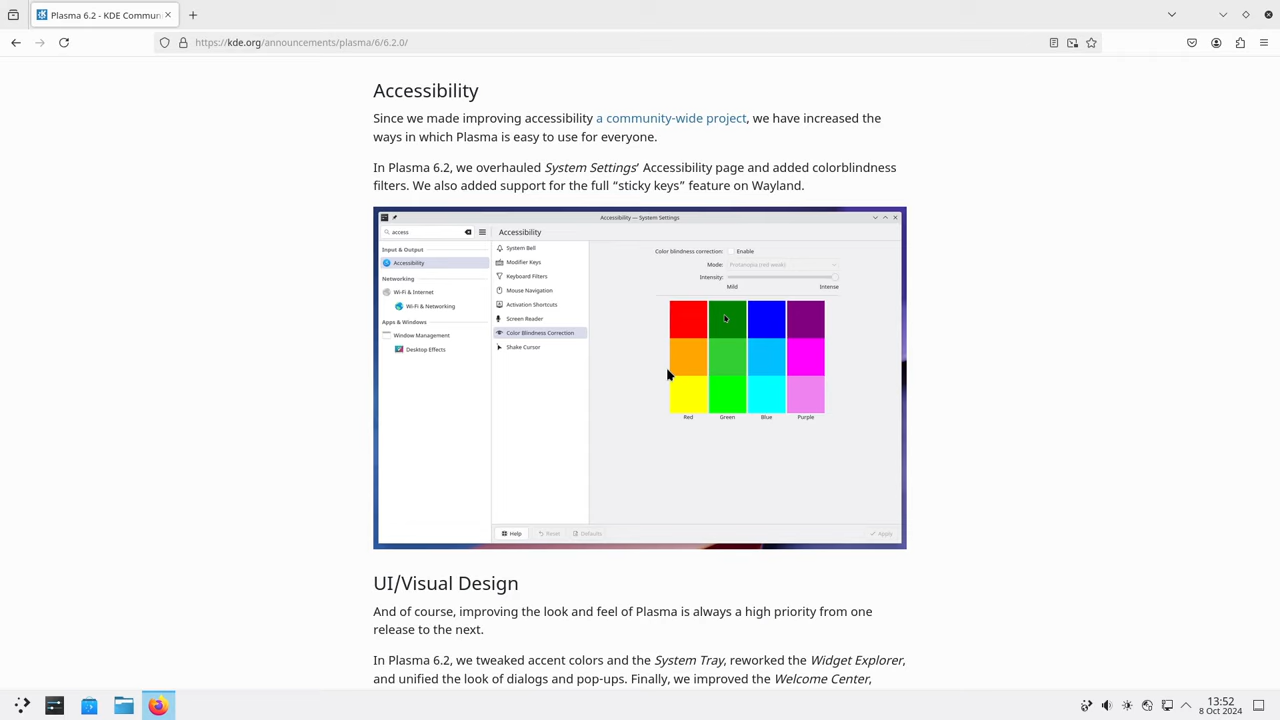 Plasma 6.2 - KDE Commun
https://kde.org/announcements/plasma/6/6.2.0/
Accessibility
Since we made improving accessibility a community-wide project, we have increased the
ways in which Plasma is easy to use for everyone.
In Plasma 6.2, we overhauled System Settings' Accessibility page and added colorblindness
filters. We also added support for the full “sticky keys” feature on Wayland.
Accessibility — System Settings
access
Accessibility
Input & Output
Accessibility
Networking
Wi-Fi & Internet
Wi-Fi & Networking
Apps & Windows
Window Management
Desktop Effects
System Bell
Modifier Keys
Keyboard Filters
Mouse Navigation
Activation Shortcuts
Screen Reader
Color Blindness Correction
Shake Cursor
Color blindness correction: Enable
Mode: Protanopia (red weak)
Intensity:
Mild Intense
Red Green Blue Purple
Help Reset Defaults Apply
UI/Visual Design
And of course, improving the look and feel of Plasma is always a high priority from one
release to the next.
In Plasma 6.2, we tweaked accent colors and the System Tray, reworked the Widget Explorer,
and unified the look of dialogs and pop-ups. Finally, we improved the Welcome Center,
13:52
8 Oct 2024